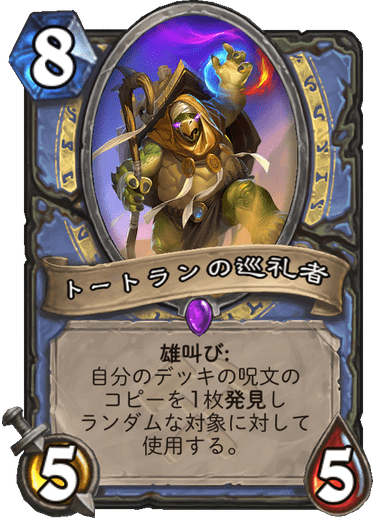 8
トートランの巡礼者
雄叫び:
自分のデッキの呪文の
コピーを1枚発見し
ランダムな対象に対して
使用する。
5
5